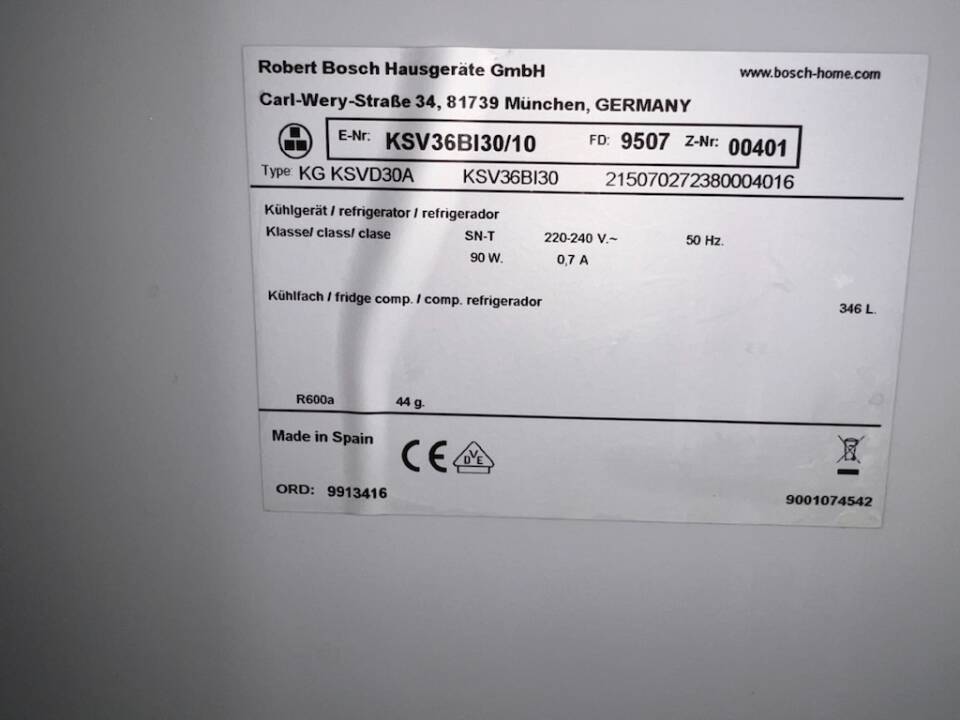 Robert Bosch Hausgeräte GmbH www.bosch-home.com
Carl-Wery-Straße 34, 81739 München, GERMANY
E-Nr: KSV36BI30/10 FD: 9507 Z-Nr: 00401
Type: KG KSVD30A KSV36BI30 215070272380004016
Kühlgerät / refrigerator / refrigerador
Klasse/ class/ clase SN-T 220-240 V.~ 50 Hz.
90 W. 0,7 A
Kühlfach / fridge comp. / comp. refrigerador 346 L.
R600a 44 g.
Made in Spain CE DVE
ORD: 9913416 9001074542